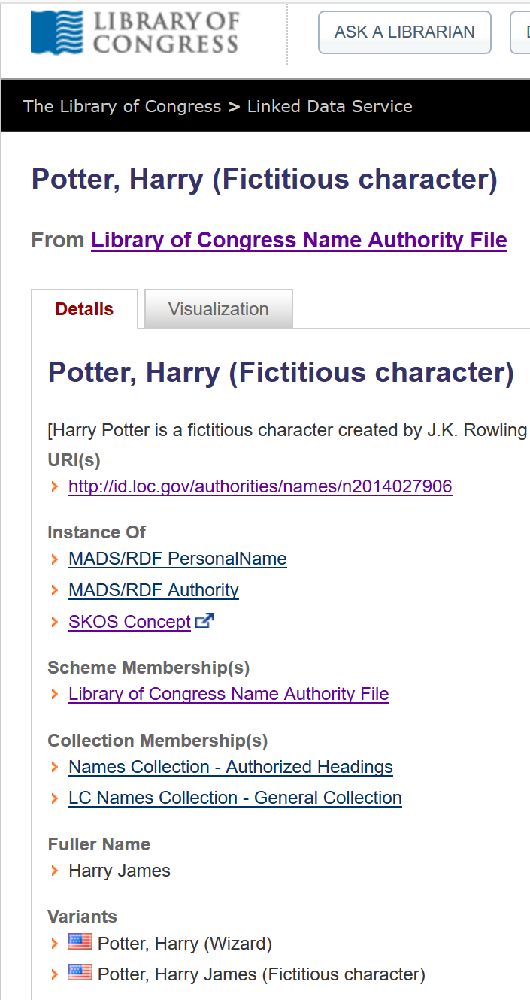 LIBRARY OF
CONGRESS
ASK A LIBRARIAN
The Library of Congress > Linked Data Service
Potter, Harry (Fictitious character)
From Library of Congress Name Authority File
Details
Visualization
Potter, Harry (Fictitious character)
[Harry Potter is a fictitious character created by J.K. Rowling
URI(s)
http://id.loc.gov/authorities/names/n2014027906
Instance Of
MADS/RDF PersonalName
MADS/RDF Authority
SKOS Concept
Scheme Membership(s)
Library of Congress Name Authority File
Collection Membership(s)
Names Collection - Authorized Headings
LC Names Collection - General Collection
Fuller Name
Harry James
Variants
Potter, Harry (Wizard)
Potter, Harry James (Fictitious character)